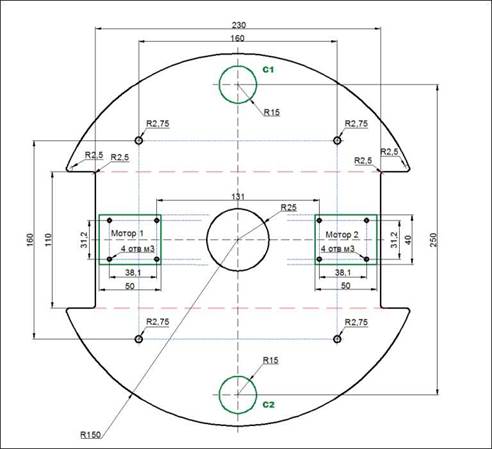 230
160
C1
R15
R2,75
R2,75
R2,5
R2,5
R2,5
R2,5
131
R25
160
110
31,2
Мотор 1
4 отв м3
38,1
50
Мотор 2
4 отв м3
38,1
50
31,2
40
250
R2,75
R2,75
R15
C2
R150